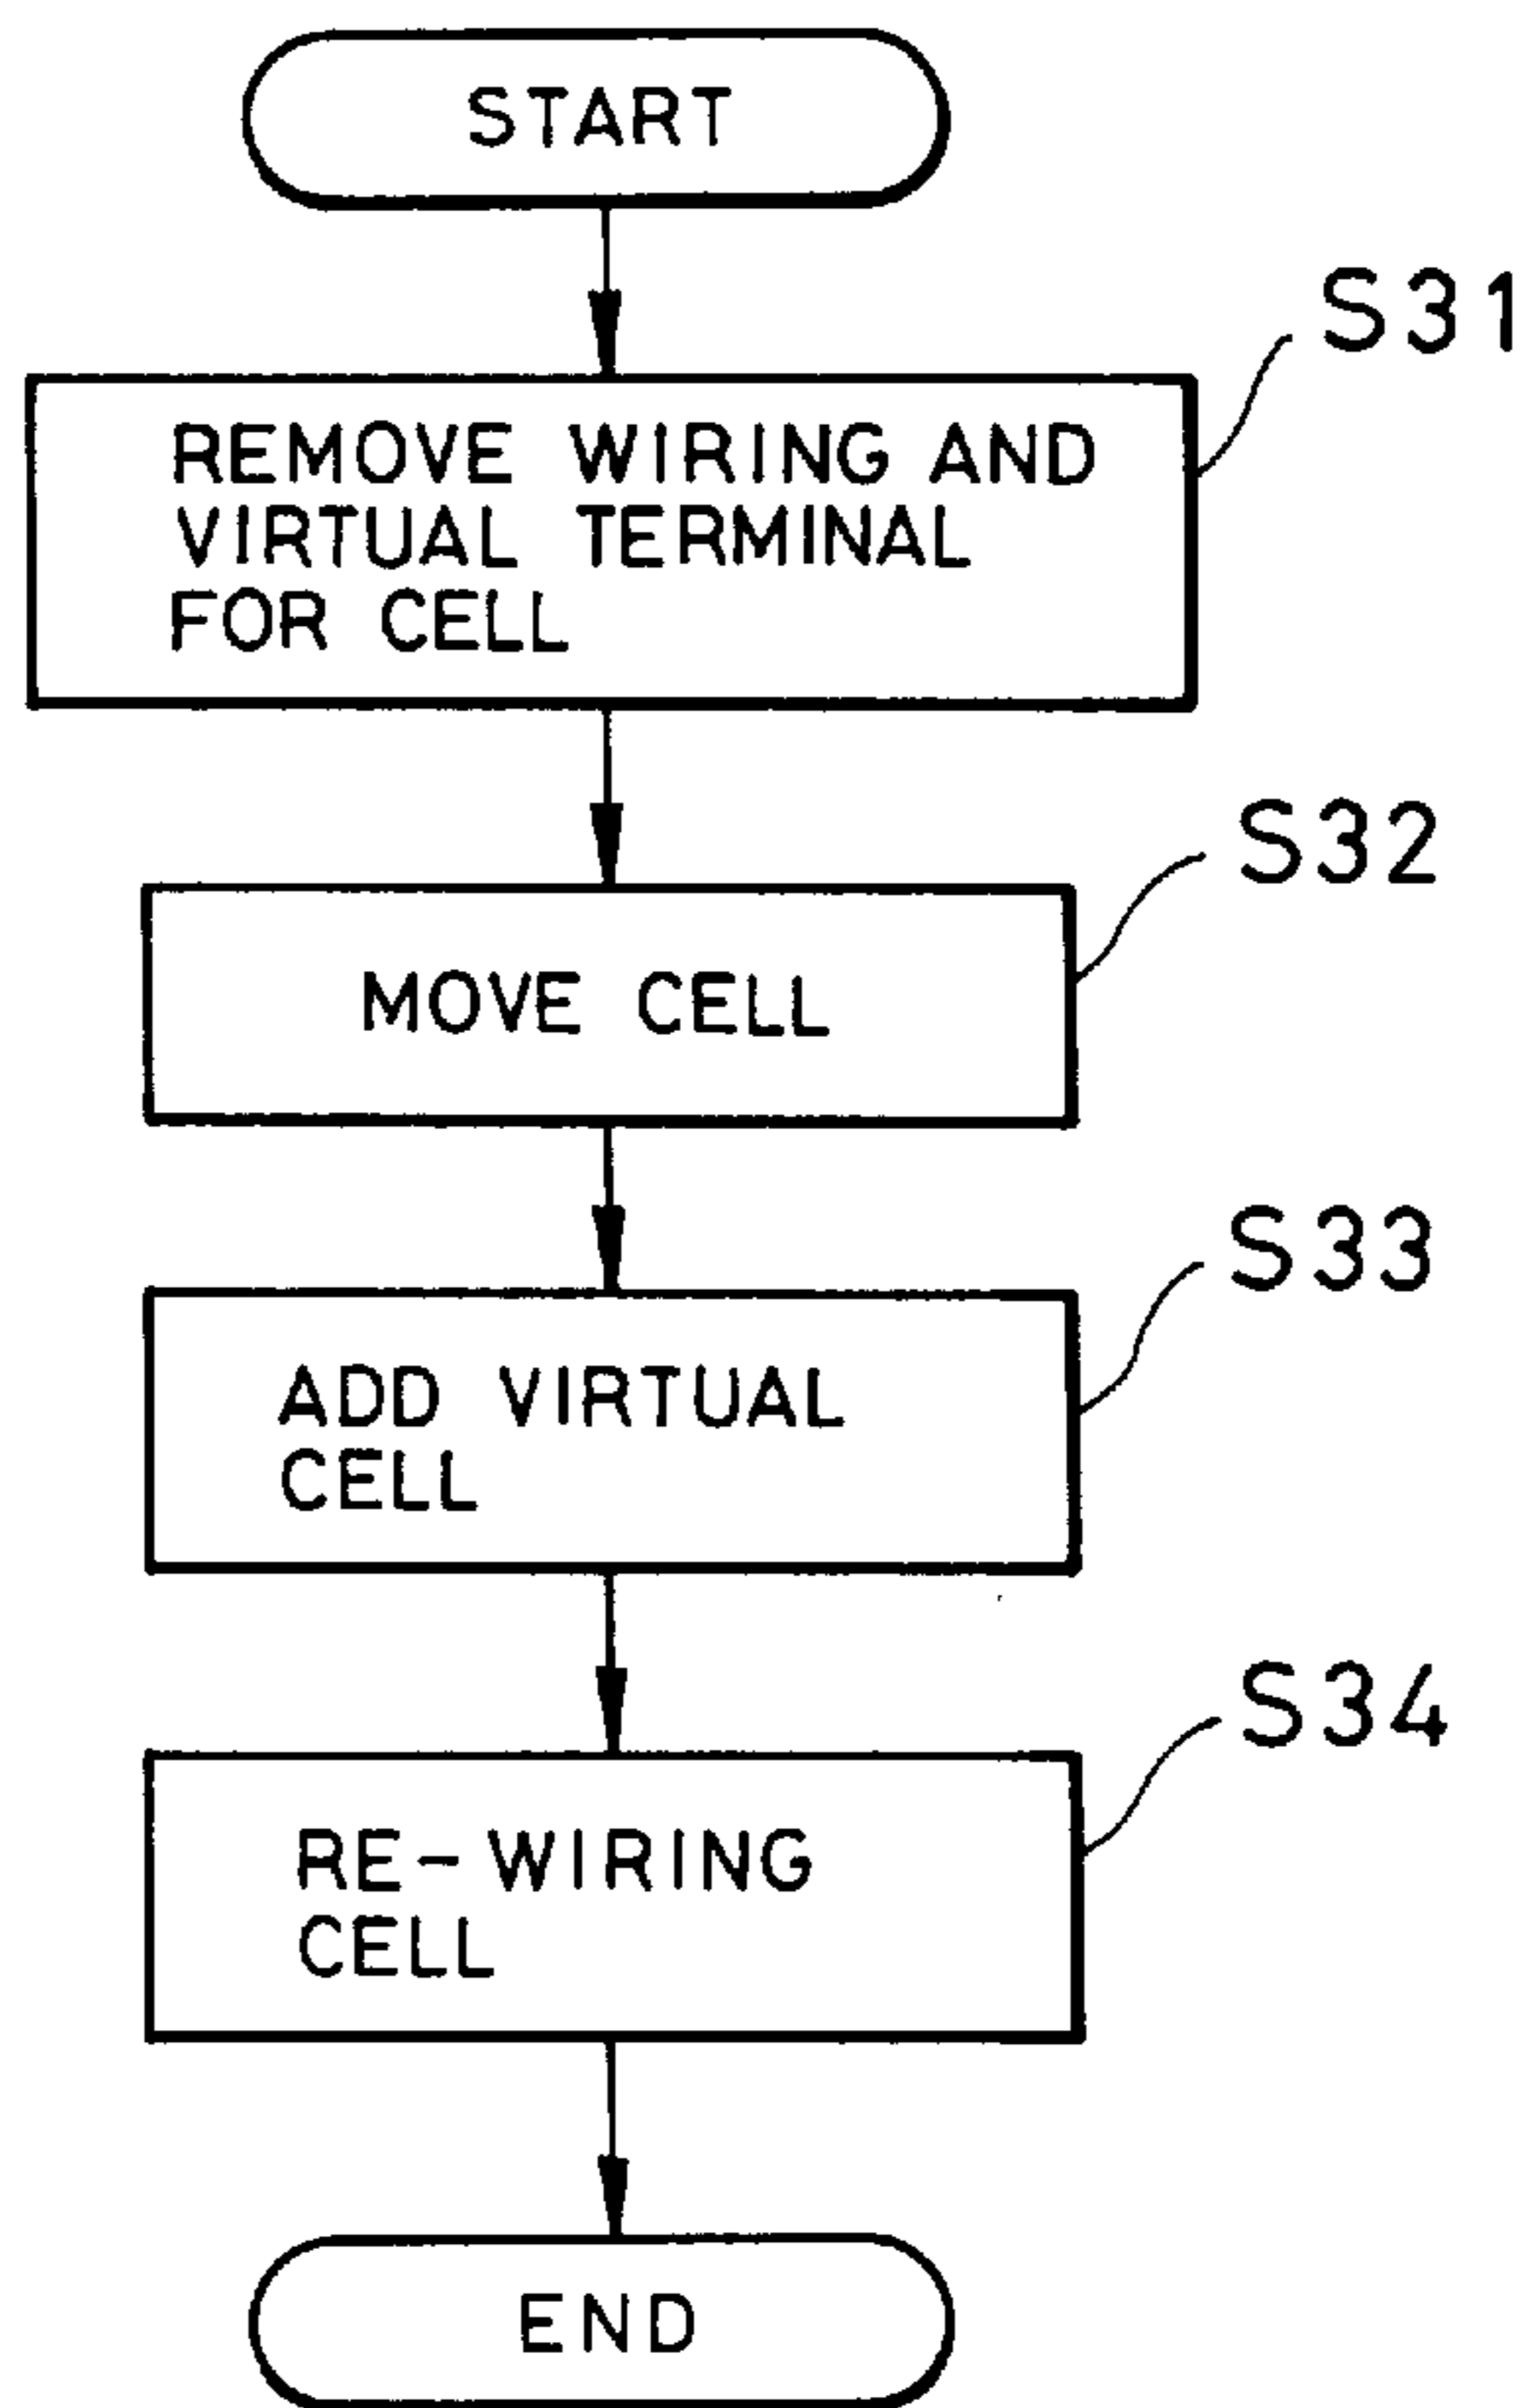 START
S31
REMOVE WIRING AND
VIRTUAL TERMINAL
FOR CELL
S32
MOVE CELL
S33
ADD VIRTUAL
CELL
S34
RE-WIRING
CELL
END